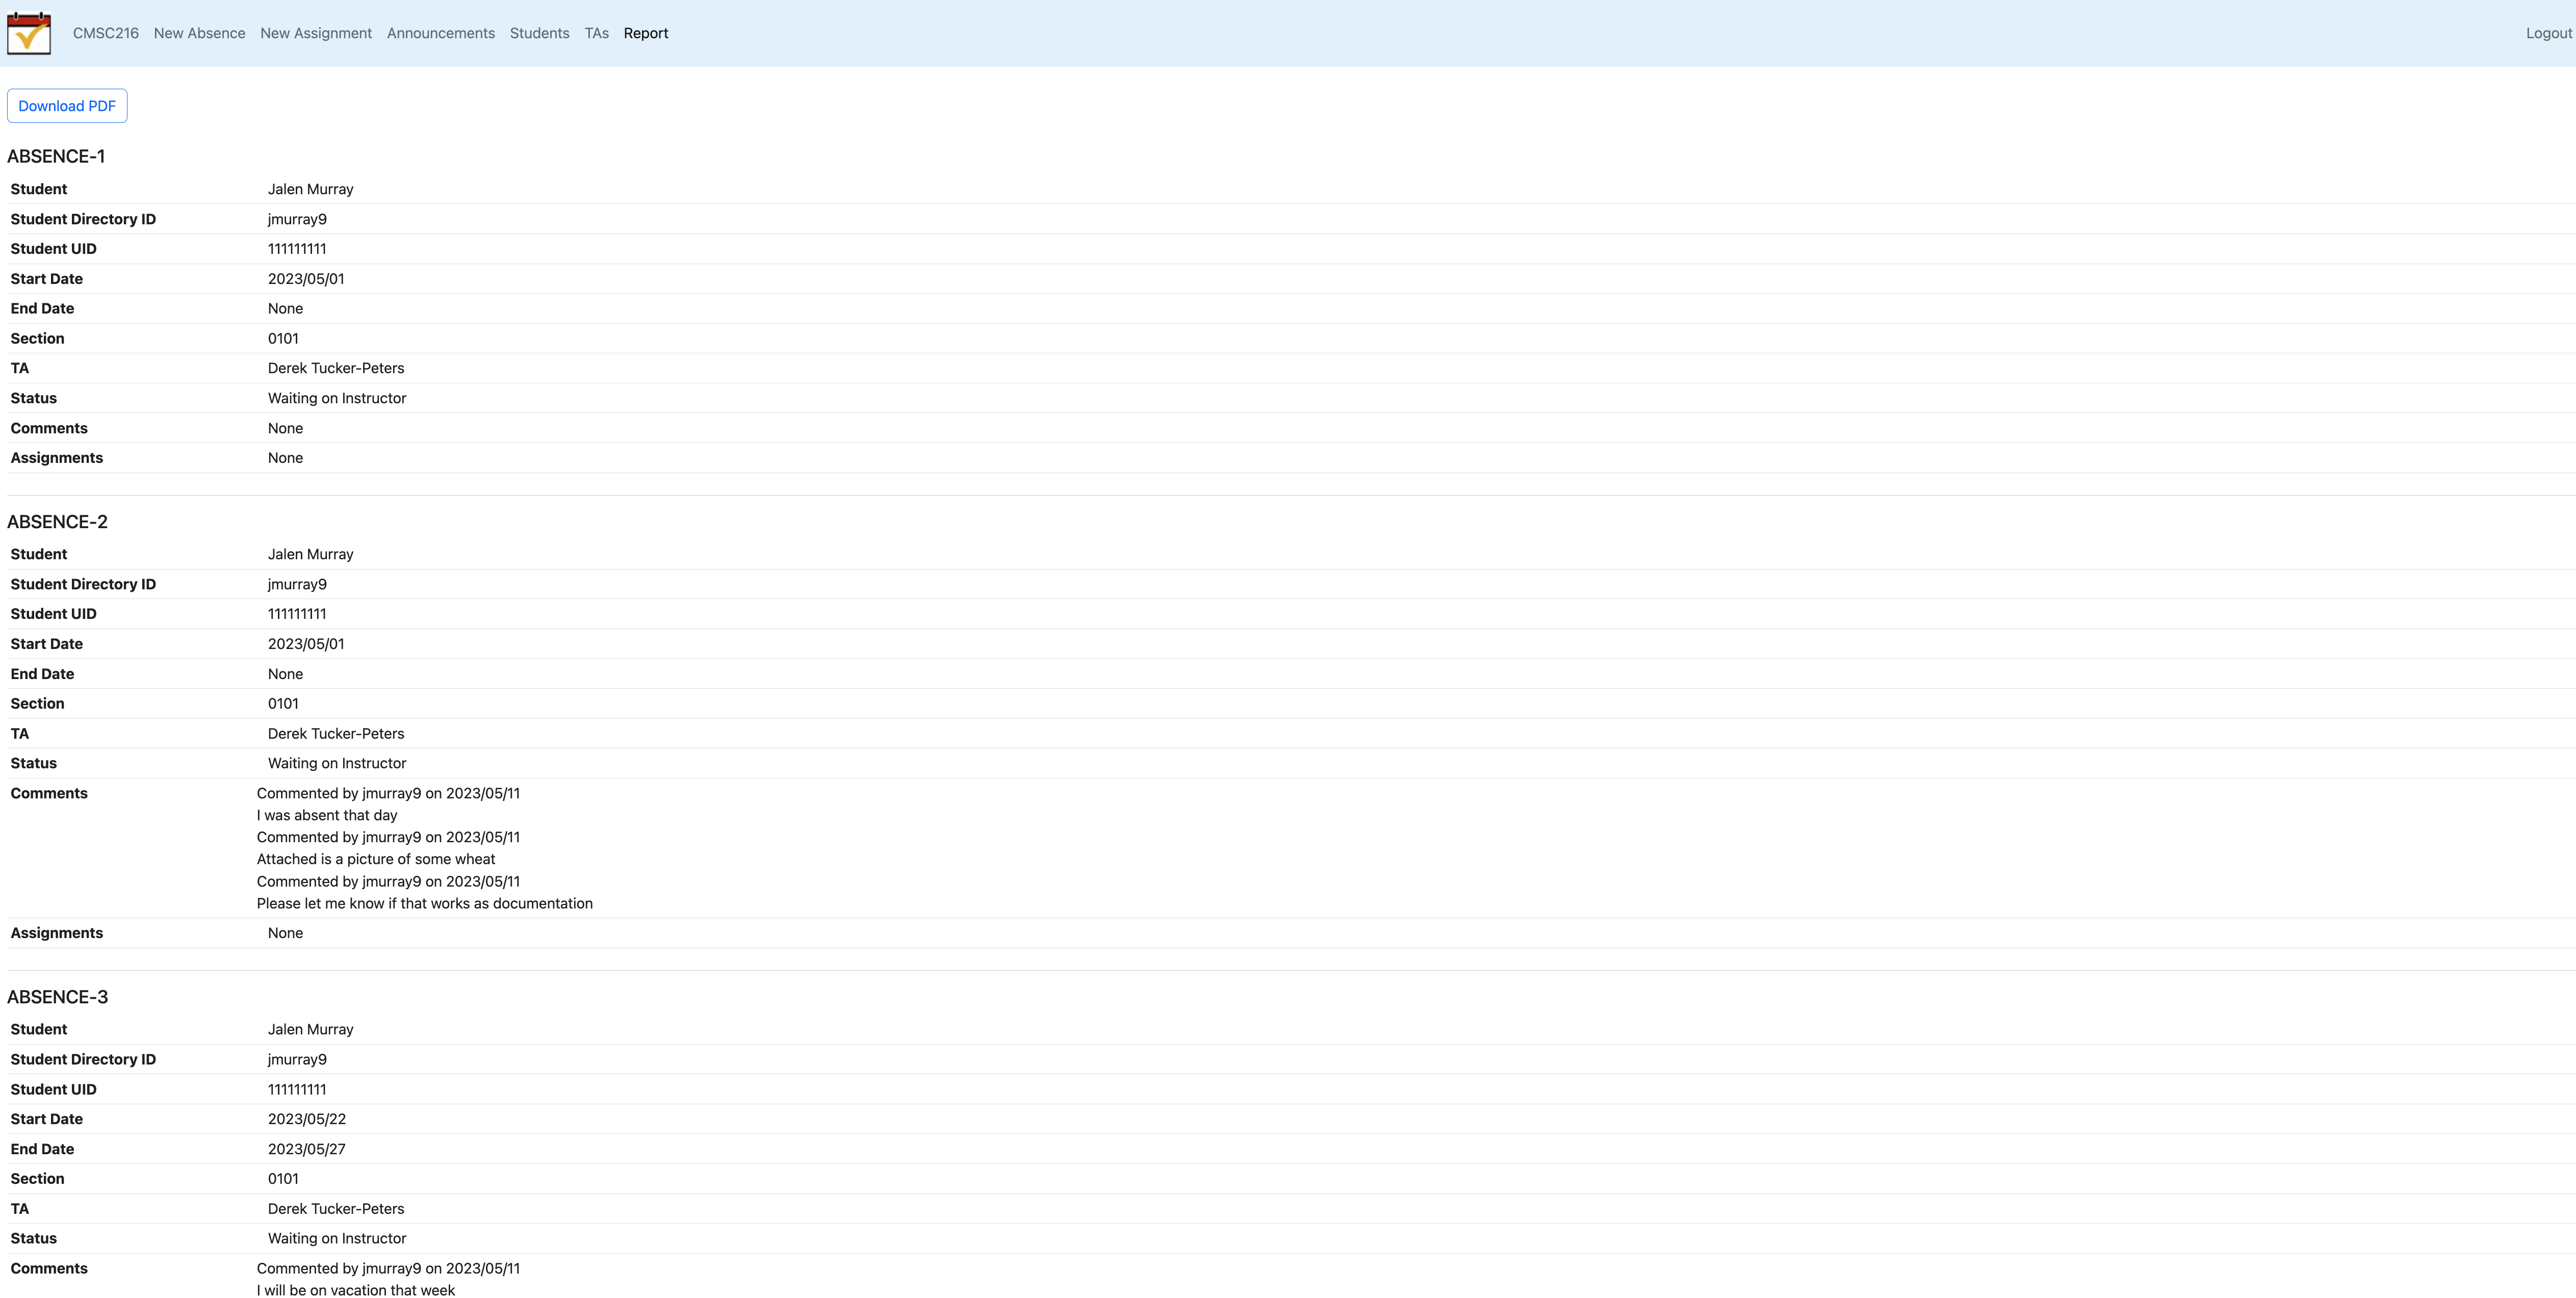 CMSC216 New Absence New Assignment Announcements Students TAs Report Logout
Download PDF
ABSENCE-1
Student Jalen Murray
Student Directory ID jmurray9
Student UID 111111111
Start Date 2023/05/01
End Date None
Section 0101
TA Derek Tucker-Peters
Status Waiting on Instructor
Comments None
Assignments None
ABSENCE-2
Student Jalen Murray
Student Directory ID jmurray9
Student UID 111111111
Start Date 2023/05/01
End Date None
Section 0101
TA Derek Tucker-Peters
Status Waiting on Instructor
Comments Commented by jmurray9 on 2023/05/11
I was absent that day
Commented by jmurray9 on 2023/05/11
Attached is a picture of some wheat
Commented by jmurray9 on 2023/05/11
Please let me know if that works as documentation
Assignments None
ABSENCE-3
Student Jalen Murray
Student Directory ID jmurray9
Student UID 111111111
Start Date 2023/05/22
End Date 2023/05/27
Section 0101
TA Derek Tucker-Peters
Status Waiting on Instructor
Comments Commented by jmurray9 on 2023/05/11
I will be on vacation that week